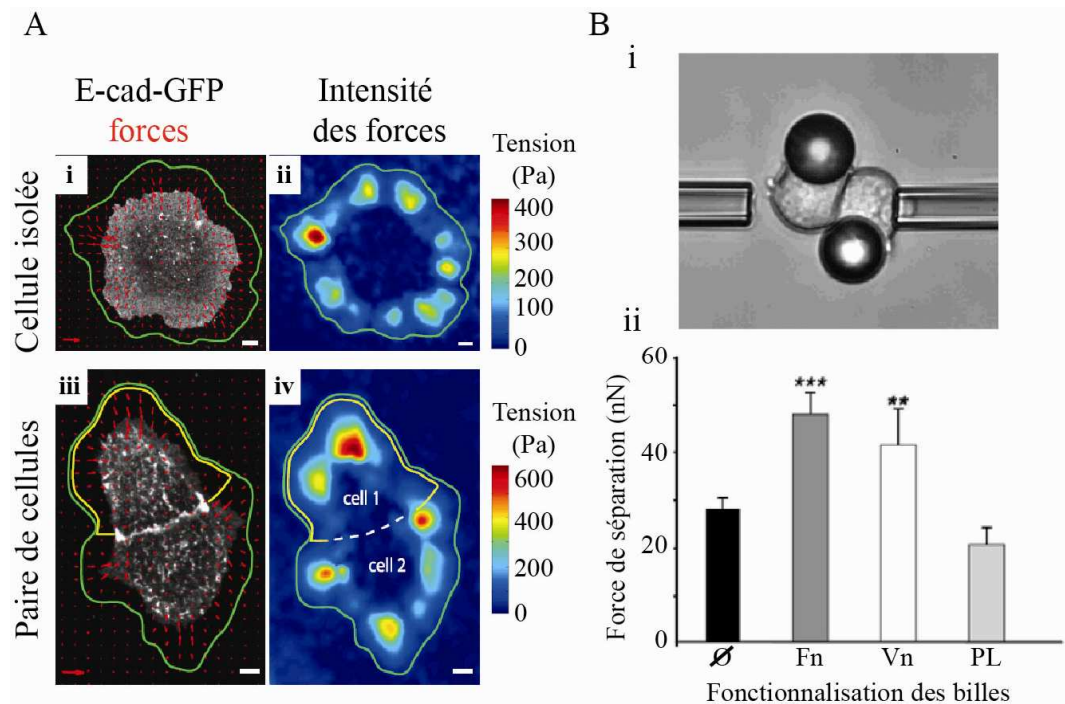 A
E-cad-GFP
forces
Intensité
des forces
Tension
(Pa)
Cellule isolée
i
ii
400
300
200
100
0
Paire de cellules
iii
iv
cell 1
cell 2
Tension
(Pa)
600
400
200
0
B
i
ii
Force de séparation (nN)
60
40
20
0
***
**
Ø
Fn
Vn
PL
Fonctionnalisation des billes